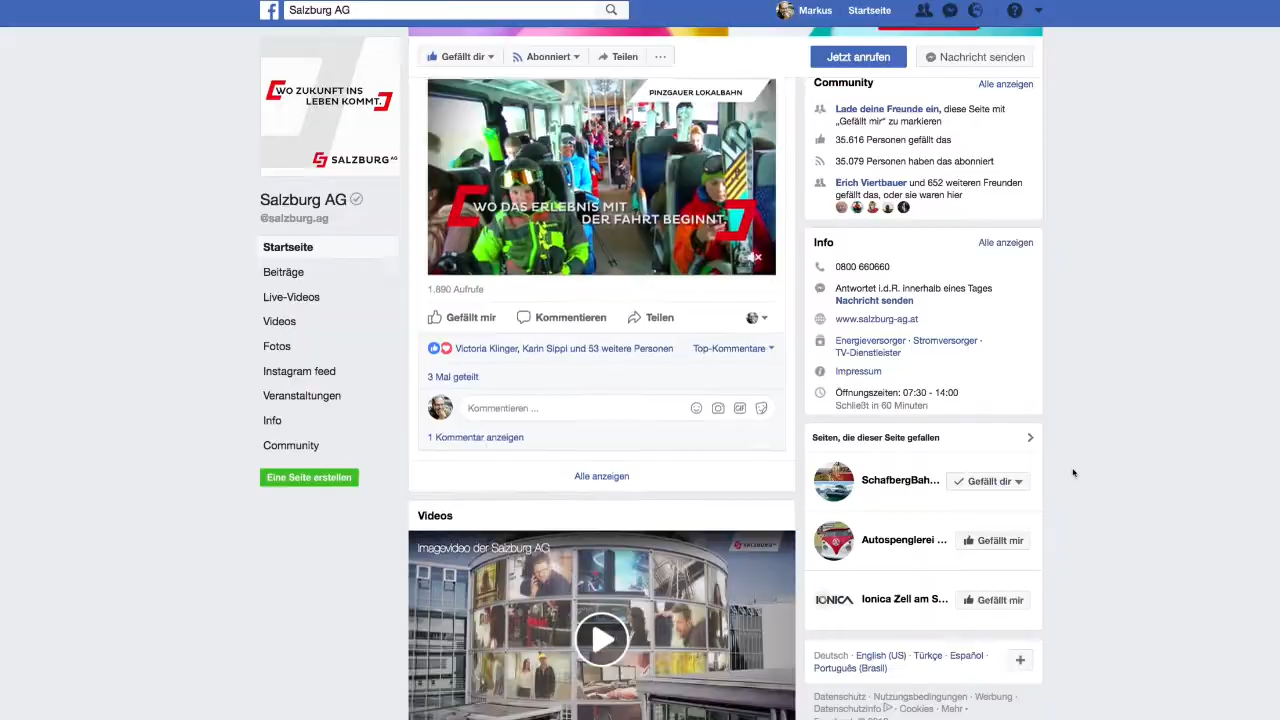 Salzburg AG
Markus
Startseite
WO ZUKUNFT INS
LEBEN KOMMT.
SALZBURG AG
Salzburg AG
@salzburg.ag
Startseite
Beiträge
Live-Videos
Videos
Fotos
Instagram feed
Veranstaltungen
Info
Community
Eine Seite erstellen
Gefällt dir
Abonniert
Teilen
Jetzt anrufen
Nachricht senden
PINZGAUER LOKALBAHN
WO DAS ERLEBNIS MIT
DER FAHRT BEGINNT.
1.890 Aufrufe
Gefällt mir
Kommentieren
Teilen
Victoria Klinger, Karin Sippl und 53 weitere Personen
Top-Kommentare
3 Mal geteilt
Kommentieren ...
GIF
1 Kommentar anzeigen
Alle anzeigen
Videos
Imagevideo der Salzburg AG
SALZBURG AG
Community
Alle anzeigen
Lade deine Freunde ein, diese Seite mit
„Gefällt mir“ zu markieren
35.616 Personen gefällt das
35.079 Personen haben das abonniert
Erich Viertbauer und 652 weiteren Freunden
gefällt das, oder sie waren hier
Info
Alle anzeigen
0800 660660
Antwortet i.d.R. innerhalb eines Tages
Nachricht senden
www.salzburg-ag.at
Energieversorger · Stromversorger ·
TV-Dienstleister
Impressum
Öffnungszeiten: 07:30 - 14:00
Schließt in 60 Minuten
Seiten, die dieser Seite gefallen
SchafbergBah...
Gefällt dir
Autospenglerei ...
Gefällt mir
IONICA
Ionica Zell am S...
Gefällt mir
Deutsch · English (US) · Türkçe · Español ·
Português (Brasil)
Datenschutz · Nutzungsbedingungen · Werbung ·
Datenschutzinfo · Cookies · Mehr